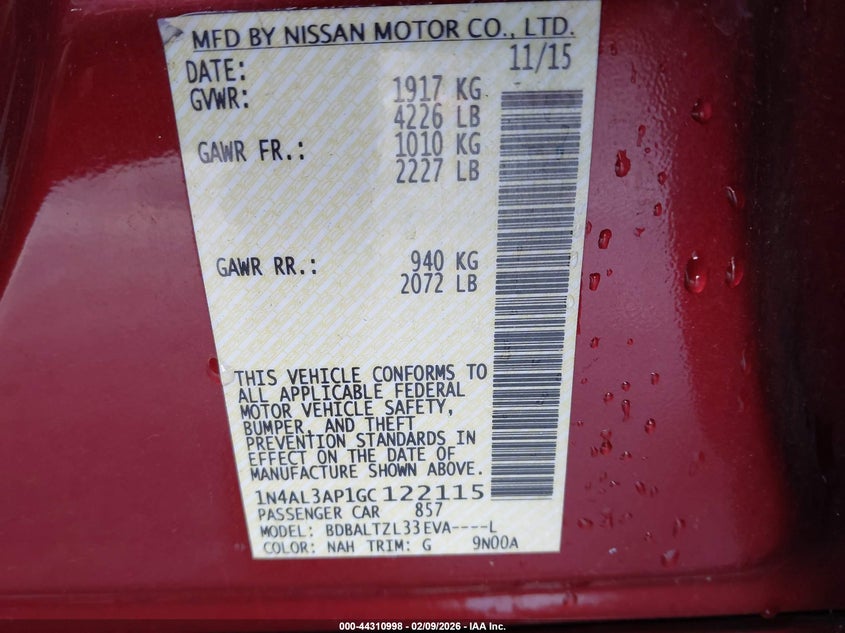 MFD BY NISSAN MOTOR CO., LTD.
DATE: 11/15
GVWR: 1917 KG
4226 LB
GAWR FR.: 1010 KG
2227 LB
GAWR RR.: 940 KG
2072 LB
THIS VEHICLE CONFORMS TO
ALL APPLICABLE FEDERAL
MOTOR VEHICLE SAFETY,
BUMPER, AND THEFT
PREVENTION STANDARDS IN
EFFECT ON THE DATE OF
MANUFACTURE SHOWN ABOVE.
1N4AL3AP1GC122115
PASSENGER CAR 857
MODEL: BDBALTZL33EVA----L
COLOR: NAH TRIM: G 9N00A
000-44310998 - 02/09/2026 - IAA Inc.